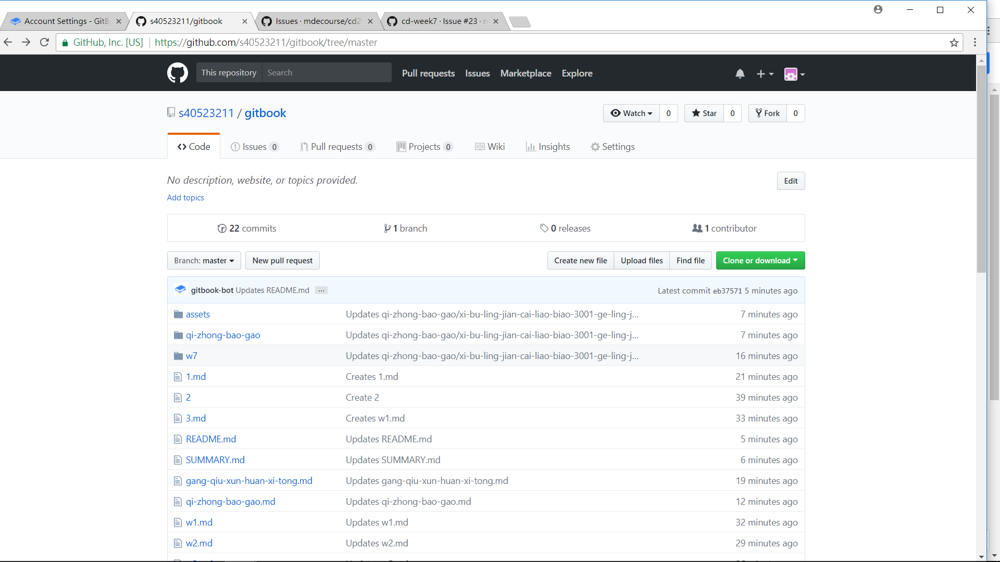 Account Settings - GitB
s40523211/gitbook
Issues · mdecourse/cd2
cd-week7 · Issue #23 · m
GitHub, Inc. [US] https://github.com/s40523211/gitbook/tree/master
This repository Search Pull requests Issues Marketplace Explore
s40523211 / gitbook
Watch 0 Star 0 Fork 0
Code Issues 0 Pull requests 0 Projects 0 Wiki Insights Settings
No description, website, or topics provided.
Edit
Add topics
22 commits 1 branch 0 releases 1 contributor
Branch: master New pull request Create new file Upload files Find file Clone or download
gitbook-bot Updates README.md ... Latest commit eb37571 5 minutes ago
assets Updates qi-zhong-bao-gao/xi-bu-ling-jian-cai-liao-biao-3001-ge-ling-j... 7 minutes ago
qi-zhong-bao-gao Updates qi-zhong-bao-gao/xi-bu-ling-jian-cai-liao-biao-3001-ge-ling-j... 7 minutes ago
w7 Updates qi-zhong-bao-gao/xi-bu-ling-jian-cai-liao-biao-3001-ge-ling-j... 16 minutes ago
1.md Creates 1.md 21 minutes ago
2 Create 2 39 minutes ago
3.md Creates w1.md 33 minutes ago
README.md Updates README.md 5 minutes ago
SUMMARY.md Updates SUMMARY.md 6 minutes ago
gang-qiu-xun-huan-xi-tong.md Updates gang-qiu-xun-huan-xi-tong.md 19 minutes ago
qi-zhong-bao-gao.md Updates qi-zhong-bao-gao.md 12 minutes ago
w1.md Updates w1.md 32 minutes ago
w2.md Updates w2.md 29 minutes ago